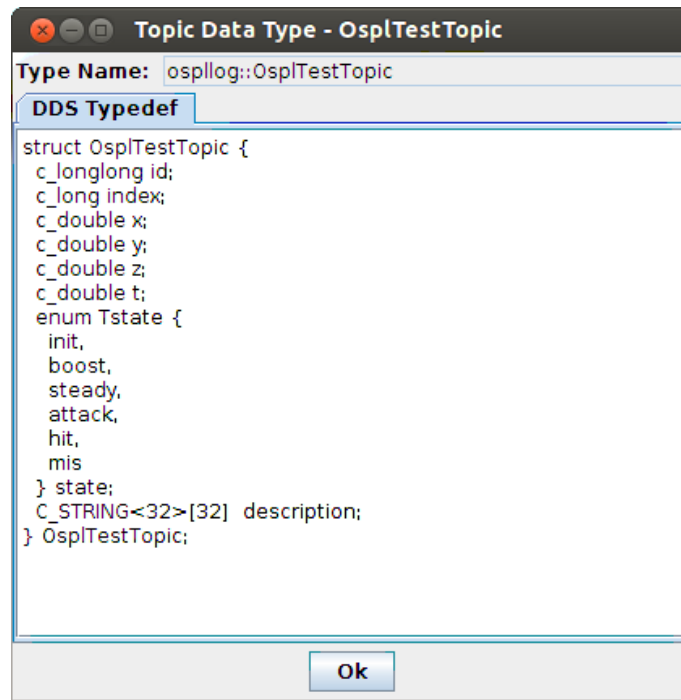 Topic Data Type - OsplTestTopic
Type Name: ospllog::OsplTestTopic
DDS Typedef
struct OsplTestTopic {
c_longlong id;
c_long index;
c_double x;
c_double y;
c_double z;
c_double t;
enum Tstate {
init,
boost,
steady,
attack,
hit,
mis
} state;
C_STRING<32>[32]  description;
} OsplTestTopic;
Ok